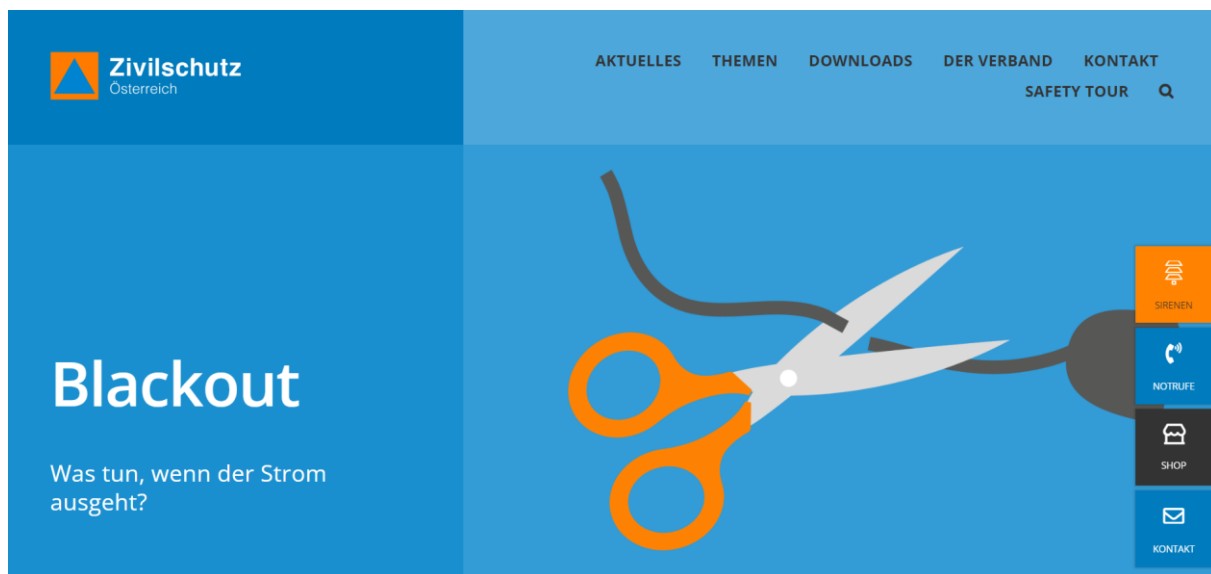 Zivilschutz
Österreich
AKTUELLES THEMEN DOWNLOADS DER VERBAND KONTAKT
SAFETY TOUR
Blackout
Was tun, wenn der Strom
ausgeht?
SIRENEN
NOTRUFE
SHOP
KONTAKT